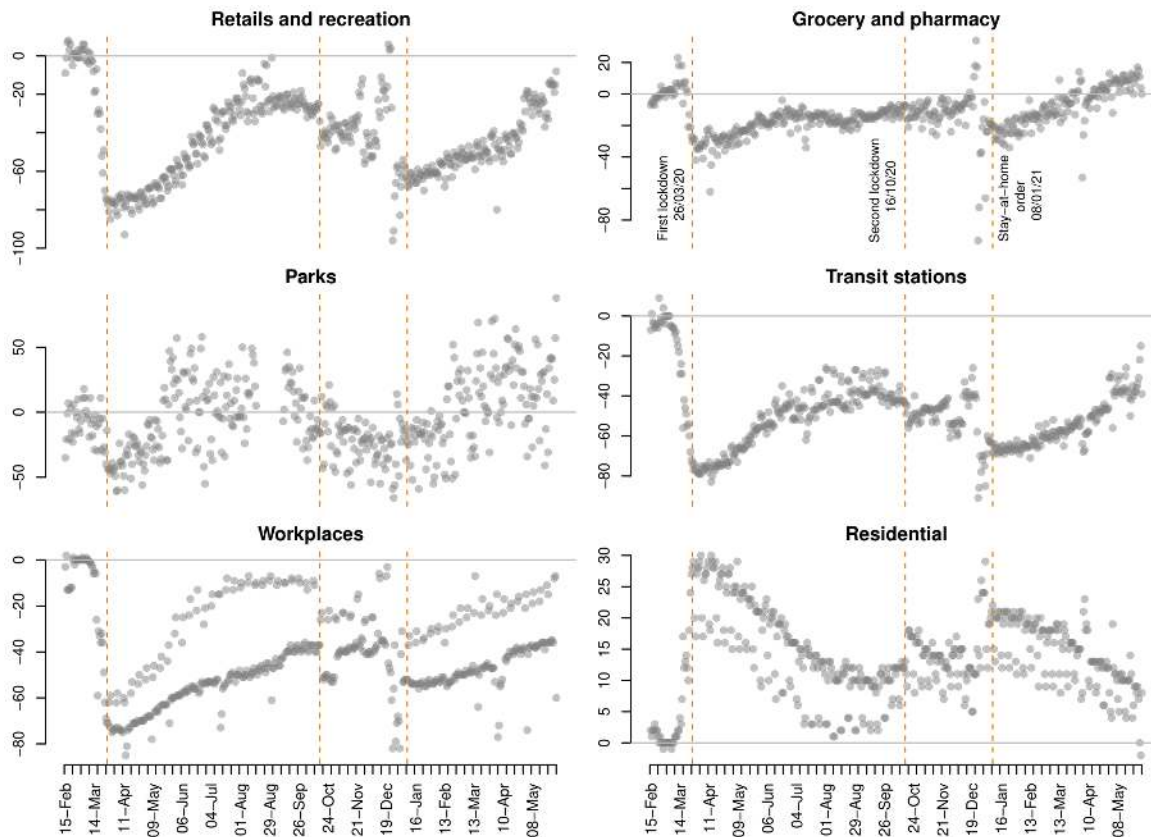 Retails and recreation
0
−20
−60
−100
Grocery and pharmacy
20
0
−40
−80
First lockdown
26/03/20
Second lockdown
16/10/20
Stay−at−home
order
08/01/21
Parks
50
0
−50
Transit stations
0
−20
−40
−60
−80
Workplaces
0
−20
−40
−60
−80
Residential
30
25
20
15
10
5
0
15−Feb
14−Mar
11−Apr
09−May
06−Jun
04−Jul
01−Aug
29−Aug
26−Sep
24−Oct
21−Nov
19−Dec
16−Jan
13−Feb
13−Mar
10−Apr
08−May
15−Feb
14−Mar
11−Apr
09−May
06−Jun
04−Jul
01−Aug
29−Aug
26−Sep
24−Oct
21−Nov
19−Dec
16−Jan
13−Feb
13−Mar
10−Apr
08−May